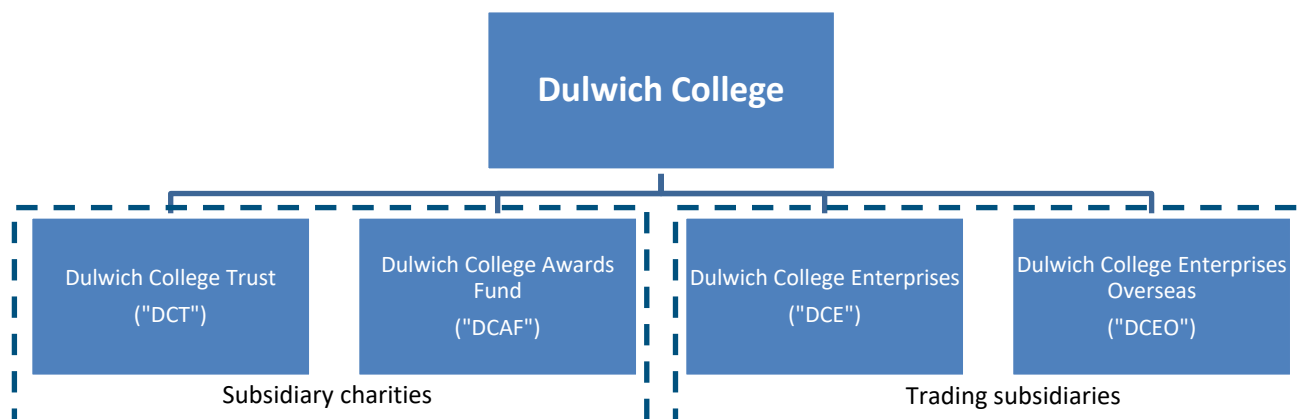 Dulwich College
Dulwich College Trust
("DCT")
Dulwich College Awards
Fund
("DCAF")
Dulwich College Enterprises
("DCE")
Dulwich College Enterprises
Overseas
("DCEO")
Subsidiary charities
Trading subsidiaries